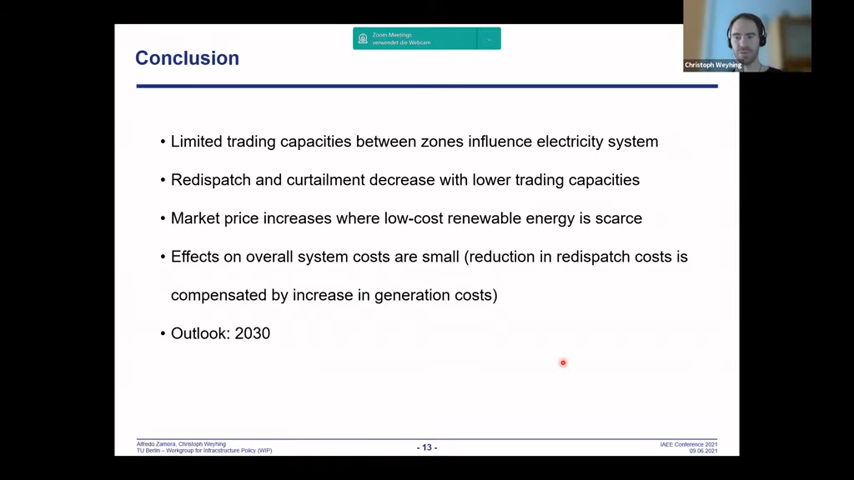 Zoom Meetings
verwendet die Webcam
Christoph Weyhing
Conclusion
• Limited trading capacities between zones influence electricity system
• Redispatch and curtailment decrease with lower trading capacities
• Market price increases where low-cost renewable energy is scarce
• Effects on overall system costs are small (reduction in redispatch costs is
compensated by increase in generation costs)
• Outlook: 2030
Alfredo Zamora, Christoph Weyhing
TU Berlin – Workgroup for Infracstructure Policy (WIP)
- 13 -
IAEE Conference 2021
09.06.2021